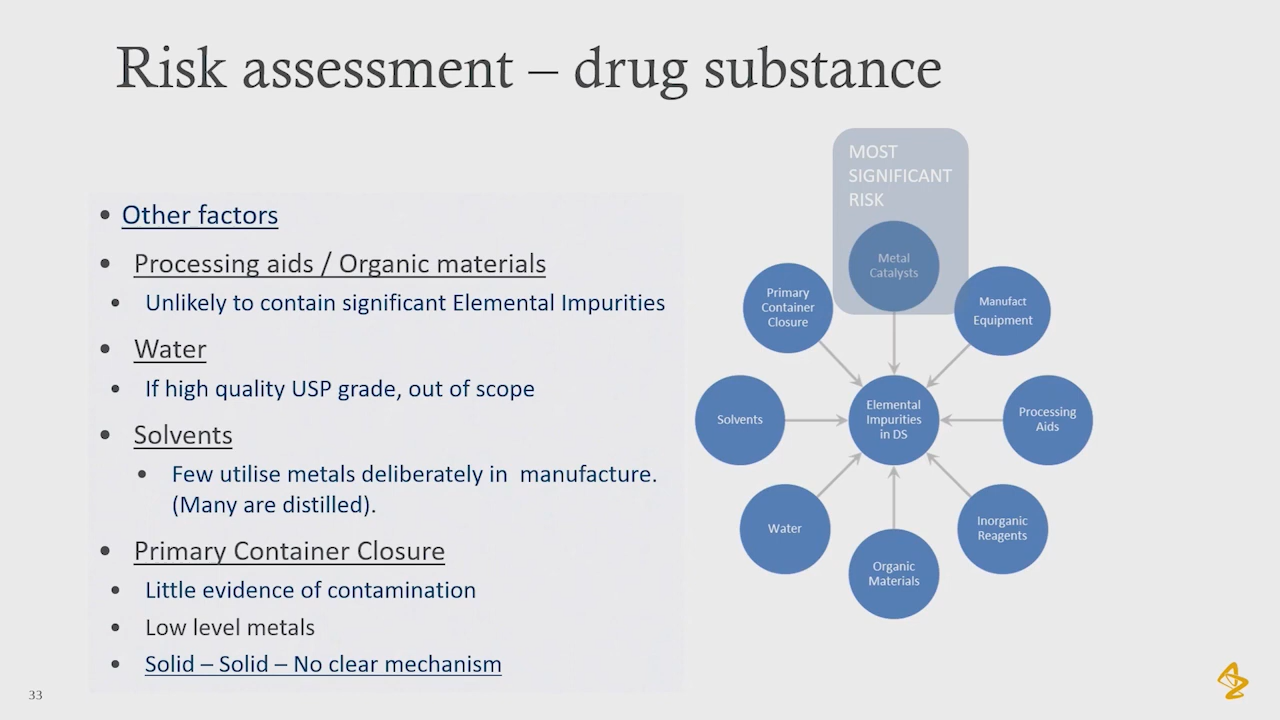 Risk assessment – drug substance
• Other factors
• Processing aids / Organic materials
• Unlikely to contain significant Elemental Impurities
• Water
• If high quality USP grade, out of scope
• Solvents
• Few utilise metals deliberately in  manufacture.
(Many are distilled).
• Primary Container Closure
• Little evidence of contamination
• Low level metals
• Solid – Solid – No clear mechanism
MOST
SIGNIFICANT
RISK
Metal
Catalysts
Primary
Container
Closure
Manufact
Equipment
Solvents
Elemental
Impurities
in DS
Processing
Aids
Water
Inorganic
Reagents
Organic
Materials
33